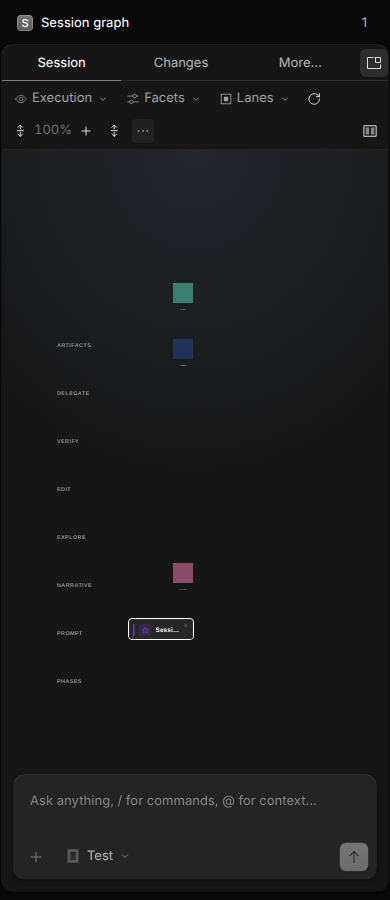 S Session graph 1
Session Changes More...
Execution Facets Lanes
100%
ARTIFACTS
DELEGATE
VERIFY
EDIT
EXPLORE
NARRATIVE
PROMPT Sessi...
PHASES
Ask anything, / for commands, @ for context...
Test